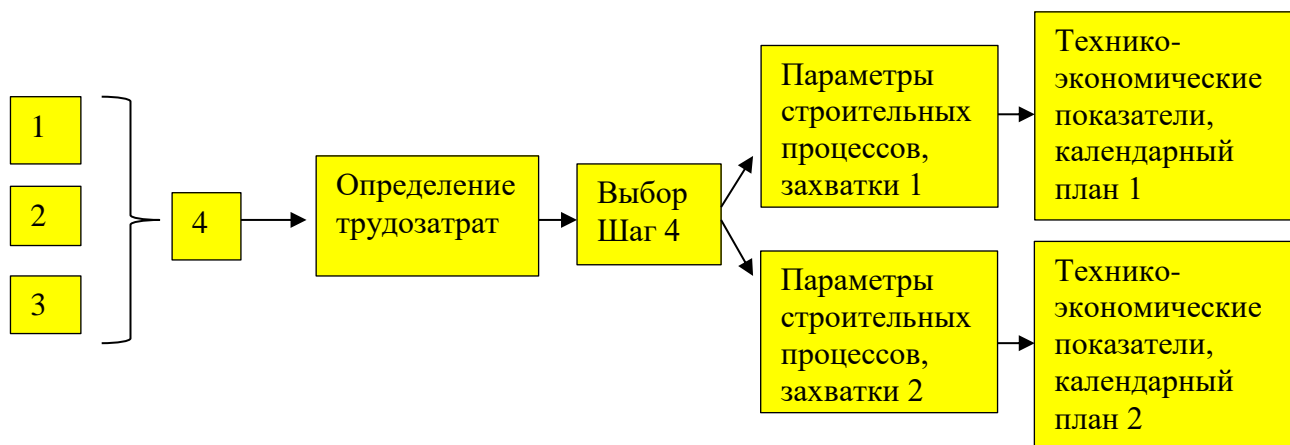 1
2
3
4
Определение
трудозатрат
Выбор
Шаг 4
Параметры
строительных
процессов,
захватки 1
Технико-
экономические
показатели,
календарный
план 1
Параметры
строительных
процессов,
захватки 2
Технико-
экономические
показатели,
календарный
план 2